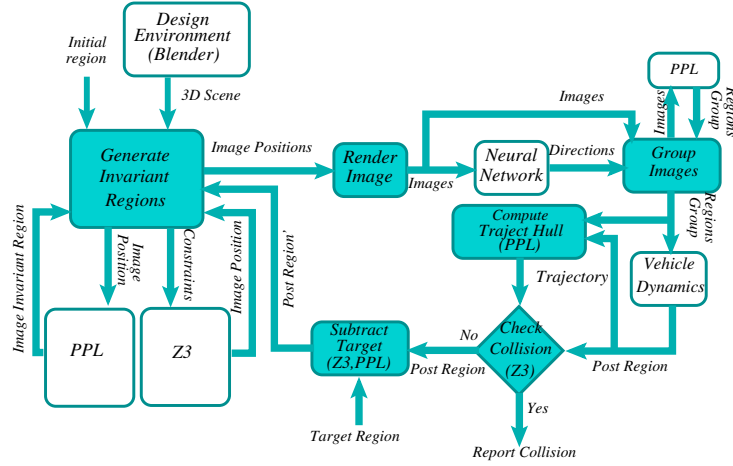 Design
Environment
(Blender)
Initial
region
3D Scene
PPL
Images
Regions
Group
Images
Generate
Invariant
Regions
Image Positions
Render
Image
Images
Neural
Network
Directions
Group
Images
Regions
Group
Compute
Traject Hull
(PPL)
Vehicle
Dynamics
Image Invariant Region
Image
Position
Constraints
Image Position
Post Region'
Trajectory
PPL
Z3
Subtract
Target
(Z3,PPL)
No
Post Region
Check
Collision
(Z3)
Post Region
Yes
Target Region
Report Collision